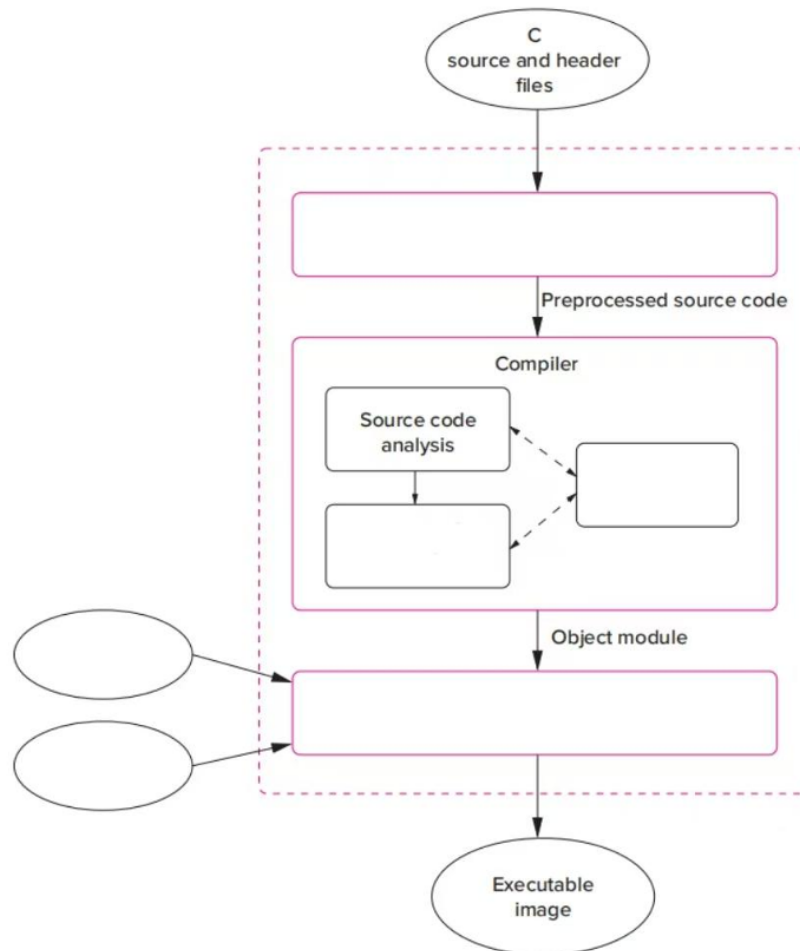 C
source and header
files
Preprocessed source code
Compiler
Source code
analysis
Object module
Executable
image